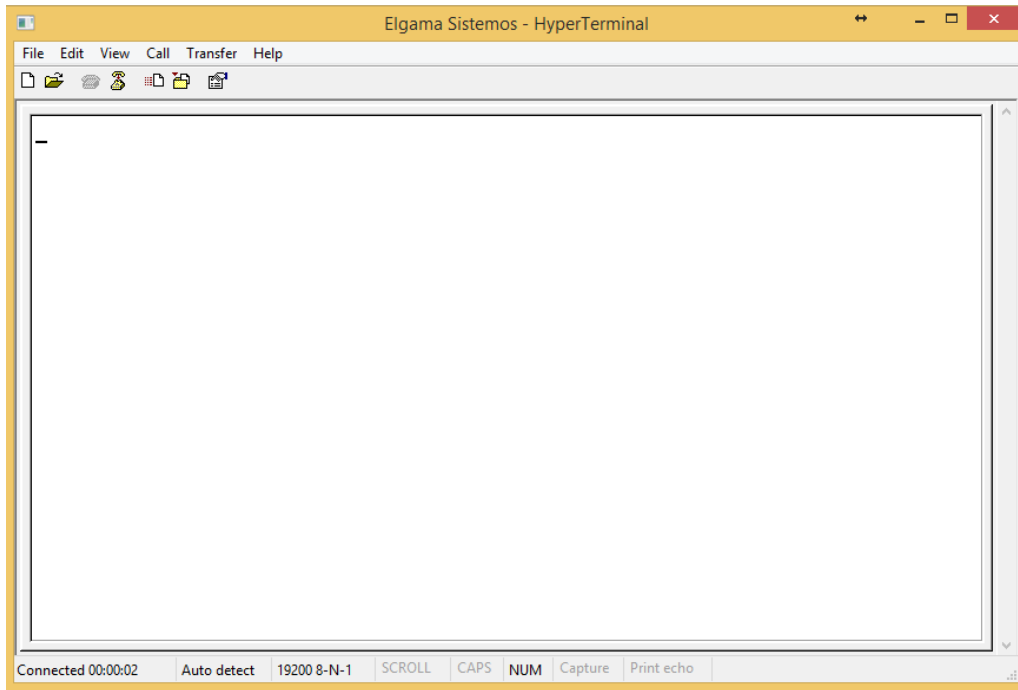 Elgama Sistemos - HyperTerminal
File Edit View Call Transfer Help
Connected 00:00:02 Auto detect 19200 8-N-1 SCROLL CAPS NUM Capture Print echo